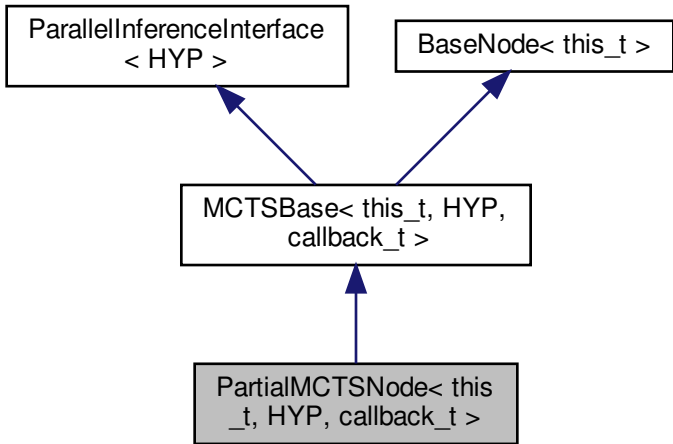 ParallelInferenceInterface
< HYP >
BaseNode< this_t >
MCTSBase< this_t, HYP,
callback_t >
PartialMCTSNode< this
_t, HYP, callback_t >